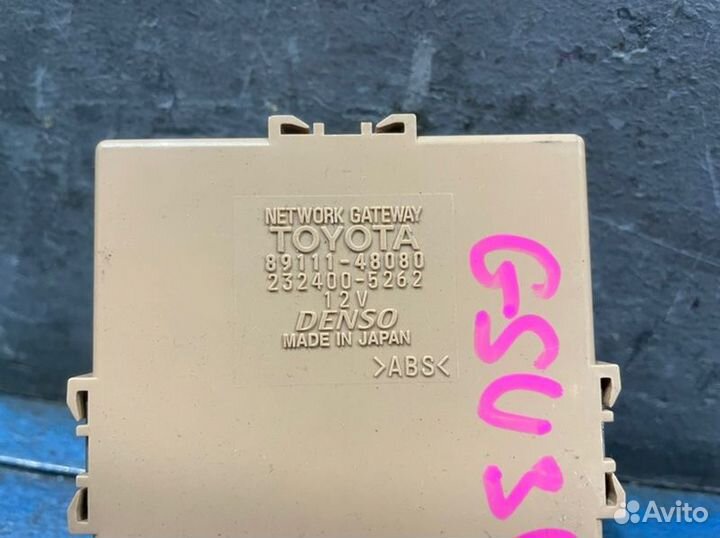 NETWORK GATEWAY
TOYOTA
89111-48080
232400-5262
12V
DENSO
MADE IN JAPAN
>ABS<
GSU3
Avito